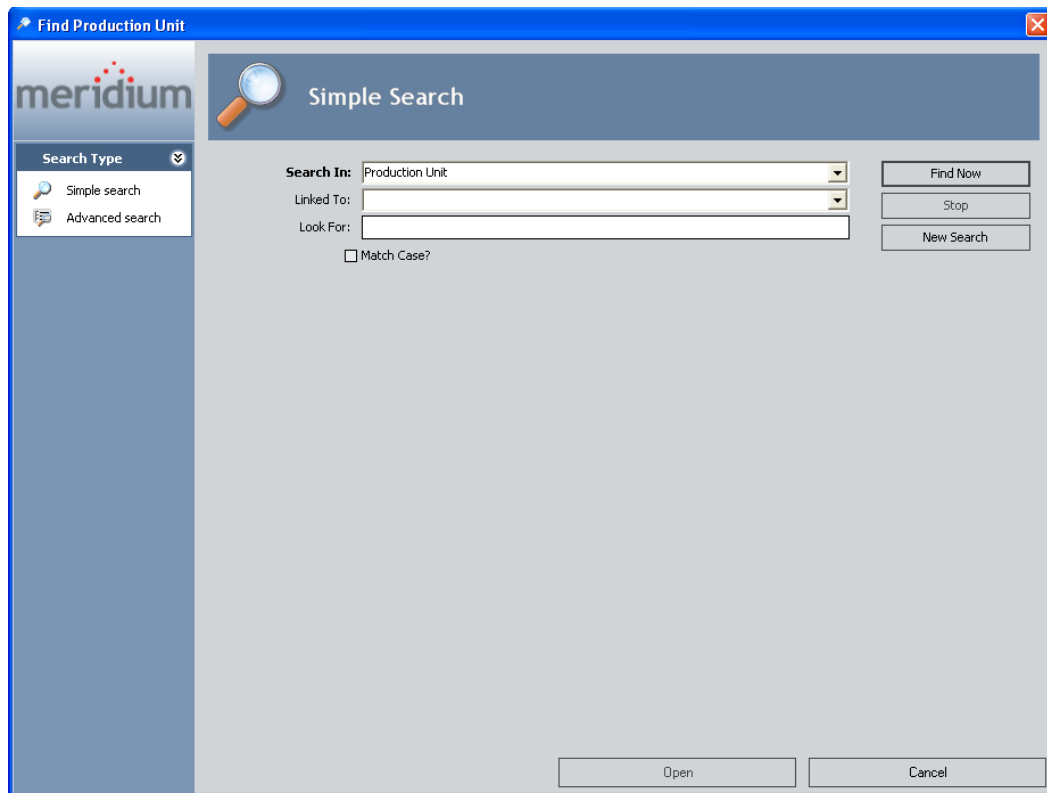 Find Production Unit
meridium
Simple Search
Search Type
Simple search
Advanced search
Search In: Production Unit
Linked To:
Look For:
Match Case?
Find Now
Stop
New Search
Open
Cancel